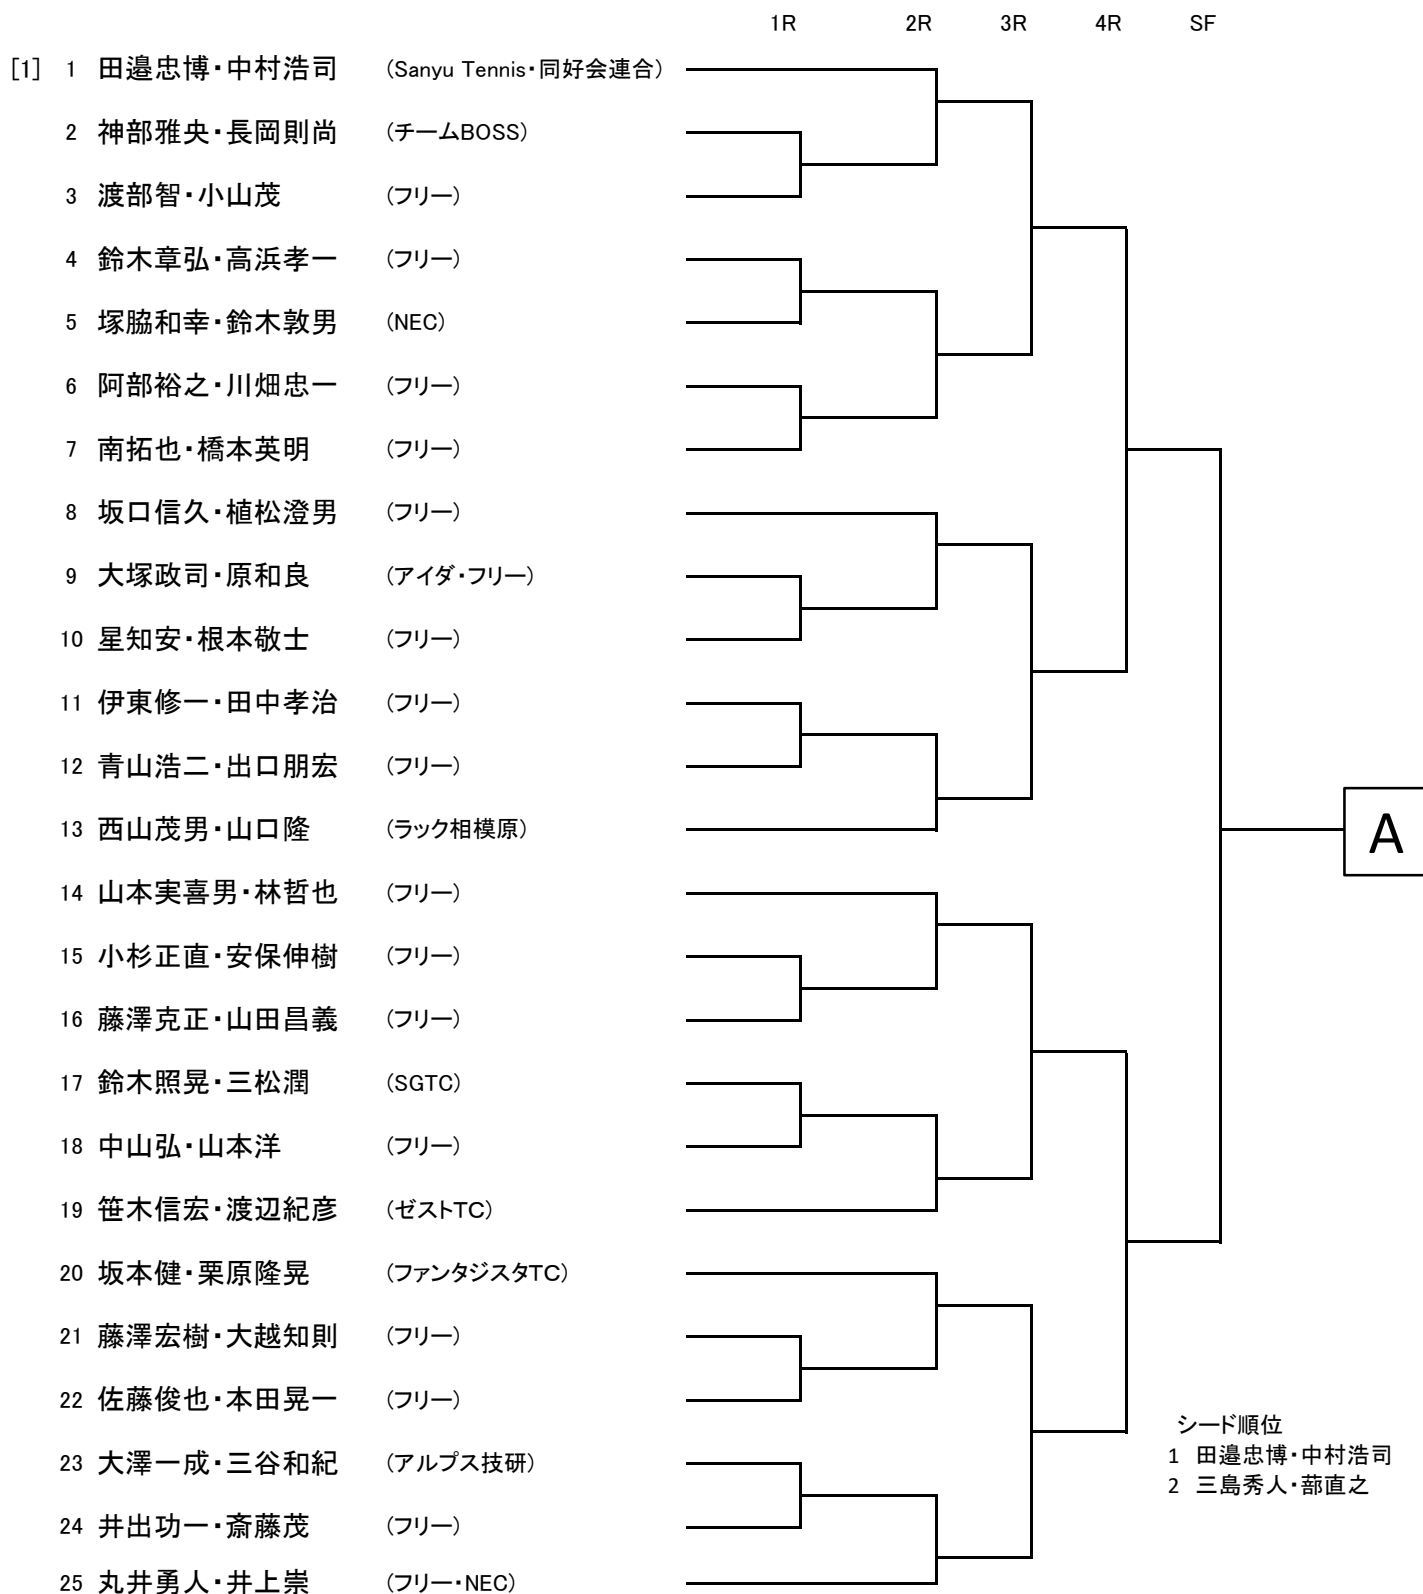 1R 2R 3R 4R SF
[1] 1 田邉忠博・中村浩司 (Sanyu Tennis・同好会連合)
2 神部雅央・長岡則尚 (チームBOSS)
3 渡部智・小山茂 (フリー)
4 鈴木章弘・高浜孝一 (フリー)
5 塚脇和幸・鈴木敦男 (NEC)
6 阿部裕之・川畑忠一 (フリー)
7 南拓也・橋本英明 (フリー)
8 坂口信久・植松澄男 (フリー)
9 大塚政司・原和良 (アイダ・フリー)
10 星知安・根本敬士 (フリー)
11 伊東修一・田中孝治 (フリー)
12 青山浩二・出口朋宏 (フリー)
13 西山茂男・山口隆 (ラック相模原)
A
14 山本実喜男・林哲也 (フリー)
15 小杉正直・安保伸樹 (フリー)
16 藤澤克正・山田昌義 (フリー)
17 鈴木照晃・三松潤 (SGTC)
18 中山弘・山本洋 (フリー)
19 笹木信宏・渡辺紀彦 (ゼストTC)
20 坂本健・栗原隆晃 (ファンタジスタTC)
21 藤澤宏樹・大越知則 (フリー)
22 佐藤俊也・本田晃一 (フリー)
23 大澤一成・三谷和紀 (アルプス技研)
24 井出功一・斎藤茂 (フリー)
25 丸井勇人・井上崇 (フリー・NEC)
シード順位
1 田邉忠博・中村浩司
2 三島秀人・蔀直之